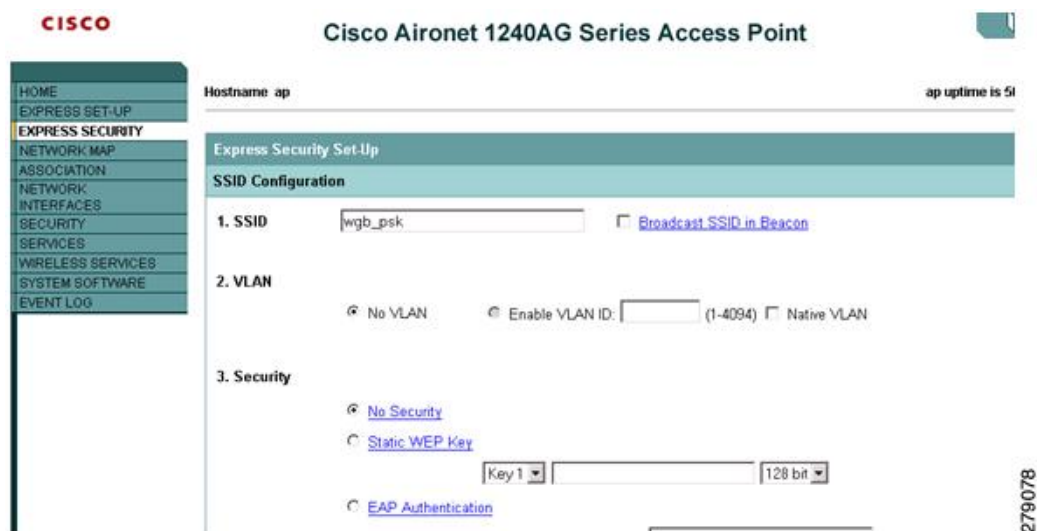 CISCO
Cisco Aironet 1240AG Series Access Point
HOME
EXPRESS SET-UP
EXPRESS SECURITY
NETWORK MAP
ASSOCIATION
NETWORK
INTERFACES
SECURITY
SERVICES
WIRELESS SERVICES
SYSTEM SOFTWARE
EVENT LOG
Hostname ap
ap uptime is
Express Security Set-Up
SSID Configuration
1. SSID wgb_psk Broadcast SSID in Beacon
2. VLAN
No VLAN Enable VLAN ID: (1-4094) Native VLAN
3. Security
No Security
Static WEP Key
Key 1 128 bit
EAP Authentication
279078